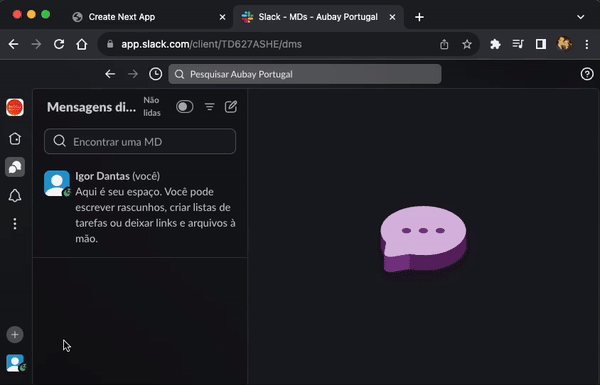 Create Next App
Slack - MDs - Aubay Portugal
app.slack.com/client/TD627ASHE/dms
Pesquisar Aubay Portugal
Mensagens di...
Não
lidas
Encontrar uma MD
Igor Dantas (você)
Aqui é seu espaço. Você pode
escrever rascunhos, criar listas de
tarefas ou deixar links e arquivos à
mão.